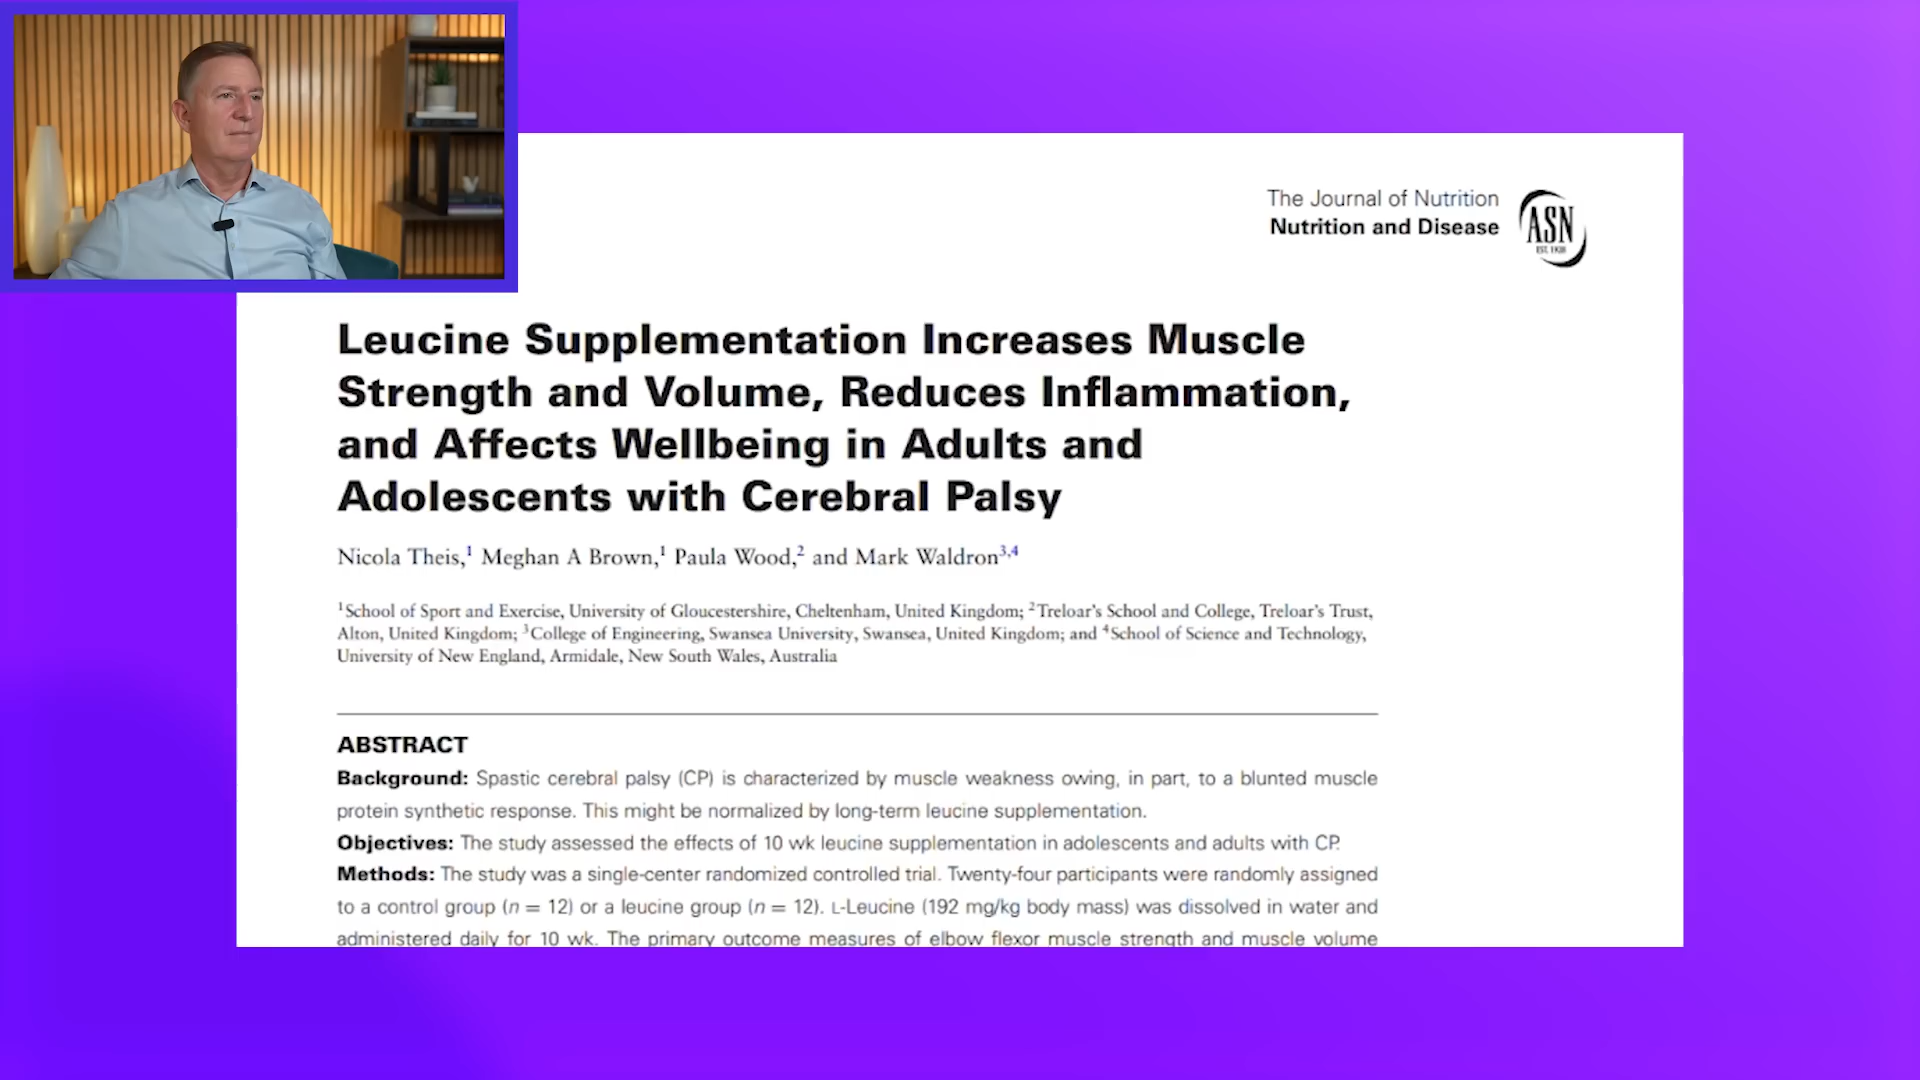 The Journal of Nutrition
Nutrition and Disease
ASN
EST. 1928
Leucine Supplementation Increases Muscle
Strength and Volume, Reduces Inflammation,
and Affects Wellbeing in Adults and
Adolescents with Cerebral Palsy
Nicola Theis,1 Meghan A Brown,1 Paula Wood,2 and Mark Waldron3,4
1School of Sport and Exercise, University of Gloucestershire, Cheltenham, United Kingdom; 2Treloar's School and College, Treloar's Trust,
Alton, United Kingdom; 3College of Engineering, Swansea University, Swansea, United Kingdom; and 4School of Science and Technology,
University of New England, Armidale, New South Wales, Australia
ABSTRACT
Background: Spastic cerebral palsy (CP) is characterized by muscle weakness owing, in part, to a blunted muscle
protein synthetic response. This might be normalized by long-term leucine supplementation.
Objectives: The study assessed the effects of 10 wk leucine supplementation in adolescents and adults with CP.
Methods: The study was a single-center randomized controlled trial. Twenty-four participants were randomly assigned
to a control group (n = 12) or a leucine group (n = 12). L-Leucine (192 mg/kg body mass) was dissolved in water and
administered daily for 10 wk. The primary outcome measures of elbow flexor muscle strength and muscle volume